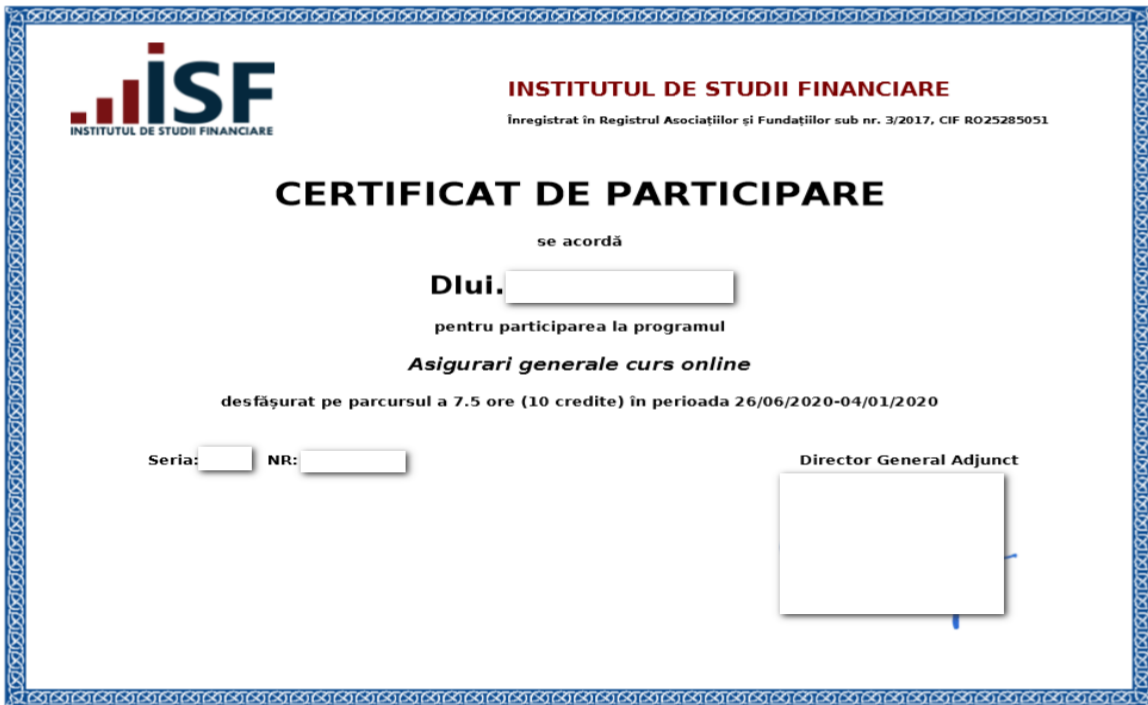 iSF
INSTITUTUL DE STUDII FINANCIARE
INSTITUTUL DE STUDII FINANCIARE
Înregistrat în Registrul Asociațiilor și Fundațiilor sub nr. 3/2017, CIF RO25285051
CERTIFICAT DE PARTICIPARE
se acordă
Dlui.
pentru participarea la programul
Asigurari generale curs online
desfășurat pe parcursul a 7.5 ore (10 credite) în perioada 26/06/2020-04/01/2020
Seria: NR:
Director General Adjunct